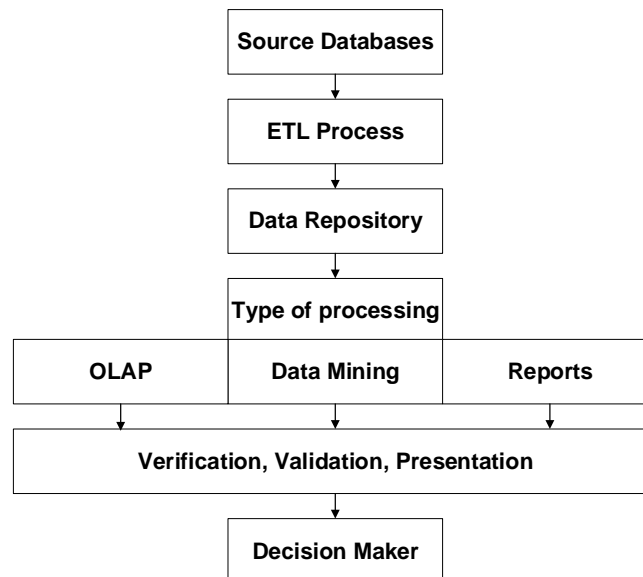 Source Databases
ETL Process
Data Repository
Type of processing
OLAP
Data Mining
Reports
Verification, Validation, Presentation
Decision Maker